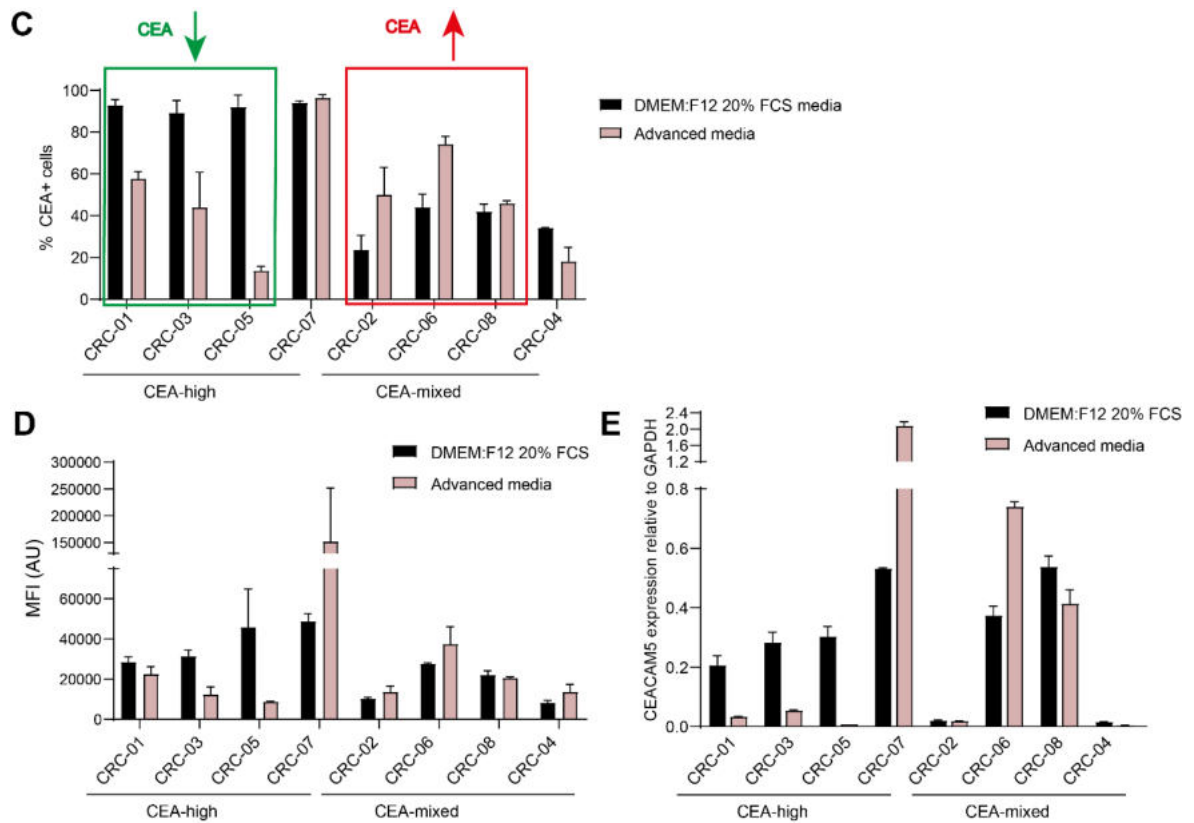 C
CEA
CEA
DMEM:F12 20% FCS media
Advanced media
% CEA+ cells
100
80
60
40
20
0
CRC-01
CRC-03
CRC-05
CRC-07
CRC-02
CRC-06
CRC-08
CRC-04
CEA-high
CEA-mixed
D
DMEM:F12 20% FCS
Advanced media
MFI (AU)
300000
250000
200000
150000
60000
40000
20000
0
CRC-01
CRC-03
CRC-05
CRC-07
CRC-02
CRC-06
CRC-08
CRC-04
CEA-high
CEA-mixed
E
DMEM:F12 20% FCS
Advanced media
CEACAM5 expression relative to GAPDH
2.4
2.0
1.6
1.2
0.8
0.6
0.4
0.2
0.0
CRC-01
CRC-03
CRC-05
CRC-07
CRC-02
CRC-06
CRC-08
CRC-04
CEA-high
CEA-mixed